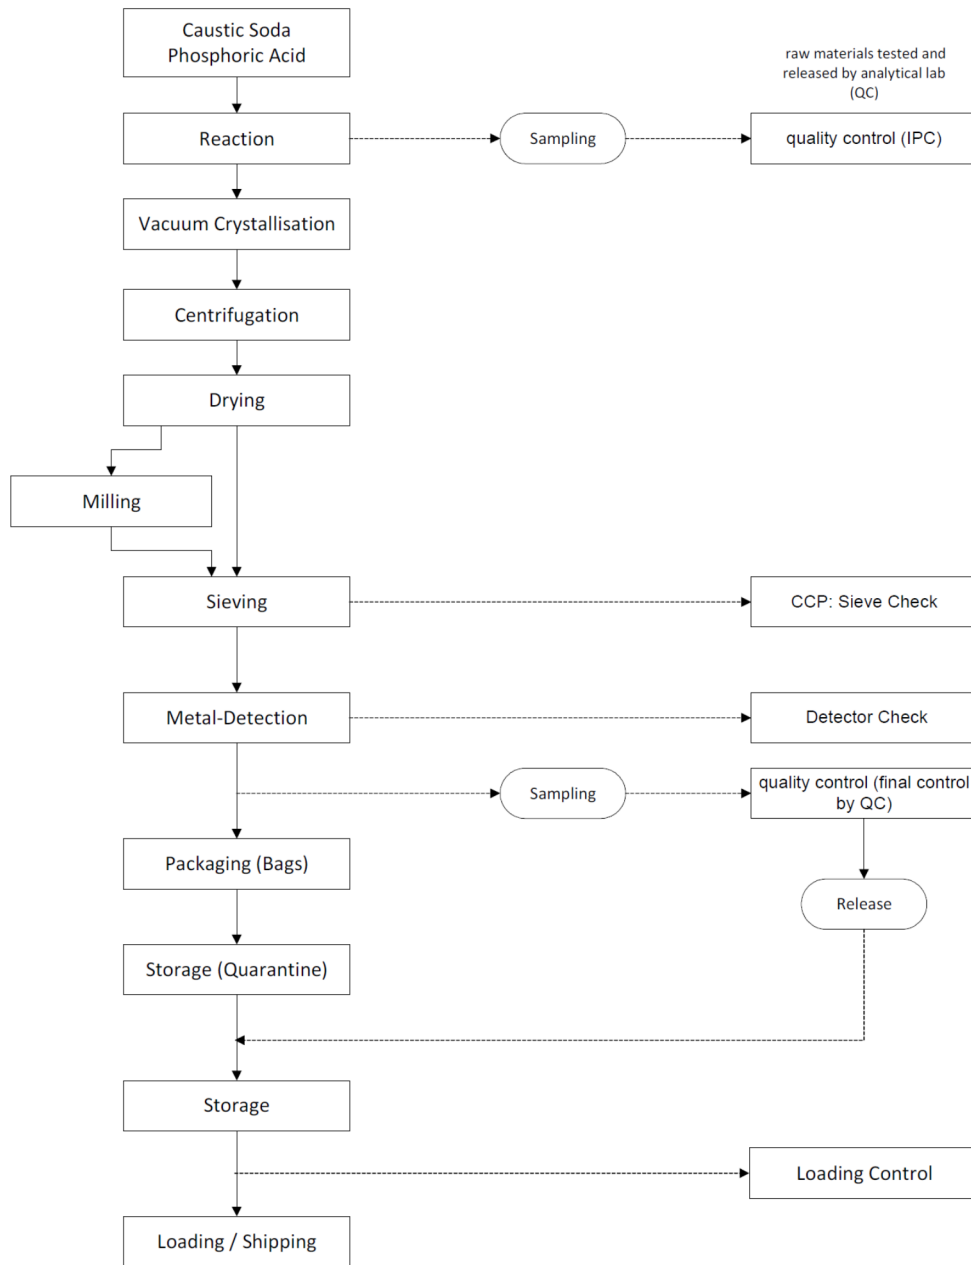 Caustic Soda
Phosphoric Acid
raw materials tested and
released by analytical lab
(QC)
Reaction
Sampling
quality control (IPC)
Vacuum Crystallisation
Centrifugation
Drying
Milling
Sieving
CCP: Sieve Check
Metal-Detection
Detector Check
Sampling
quality control (final control
by QC)
Packaging (Bags)
Release
Storage (Quarantine)
Storage
Loading Control
Loading / Shipping